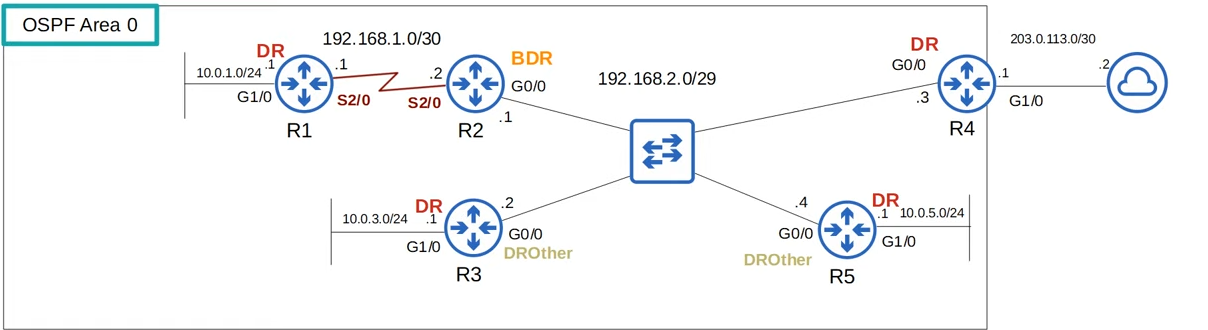 OSPF Area 0
DR
192.168.1.0/30
10.0.1.0/24
.1
.1
G1/0
S2/0
R1
.2
S2/0
BDR
G0/0
.1
R2
192.168.2.0/29
DR
G0/0
.3
.1
G1/0
R4
203.0.113.0/30
.2
DR
10.0.3.0/24
.1
G1/0
.2
G0/0
DROther
R3
.4
G0/0
DROther
DR
.1
10.0.5.0/24
G1/0
R5